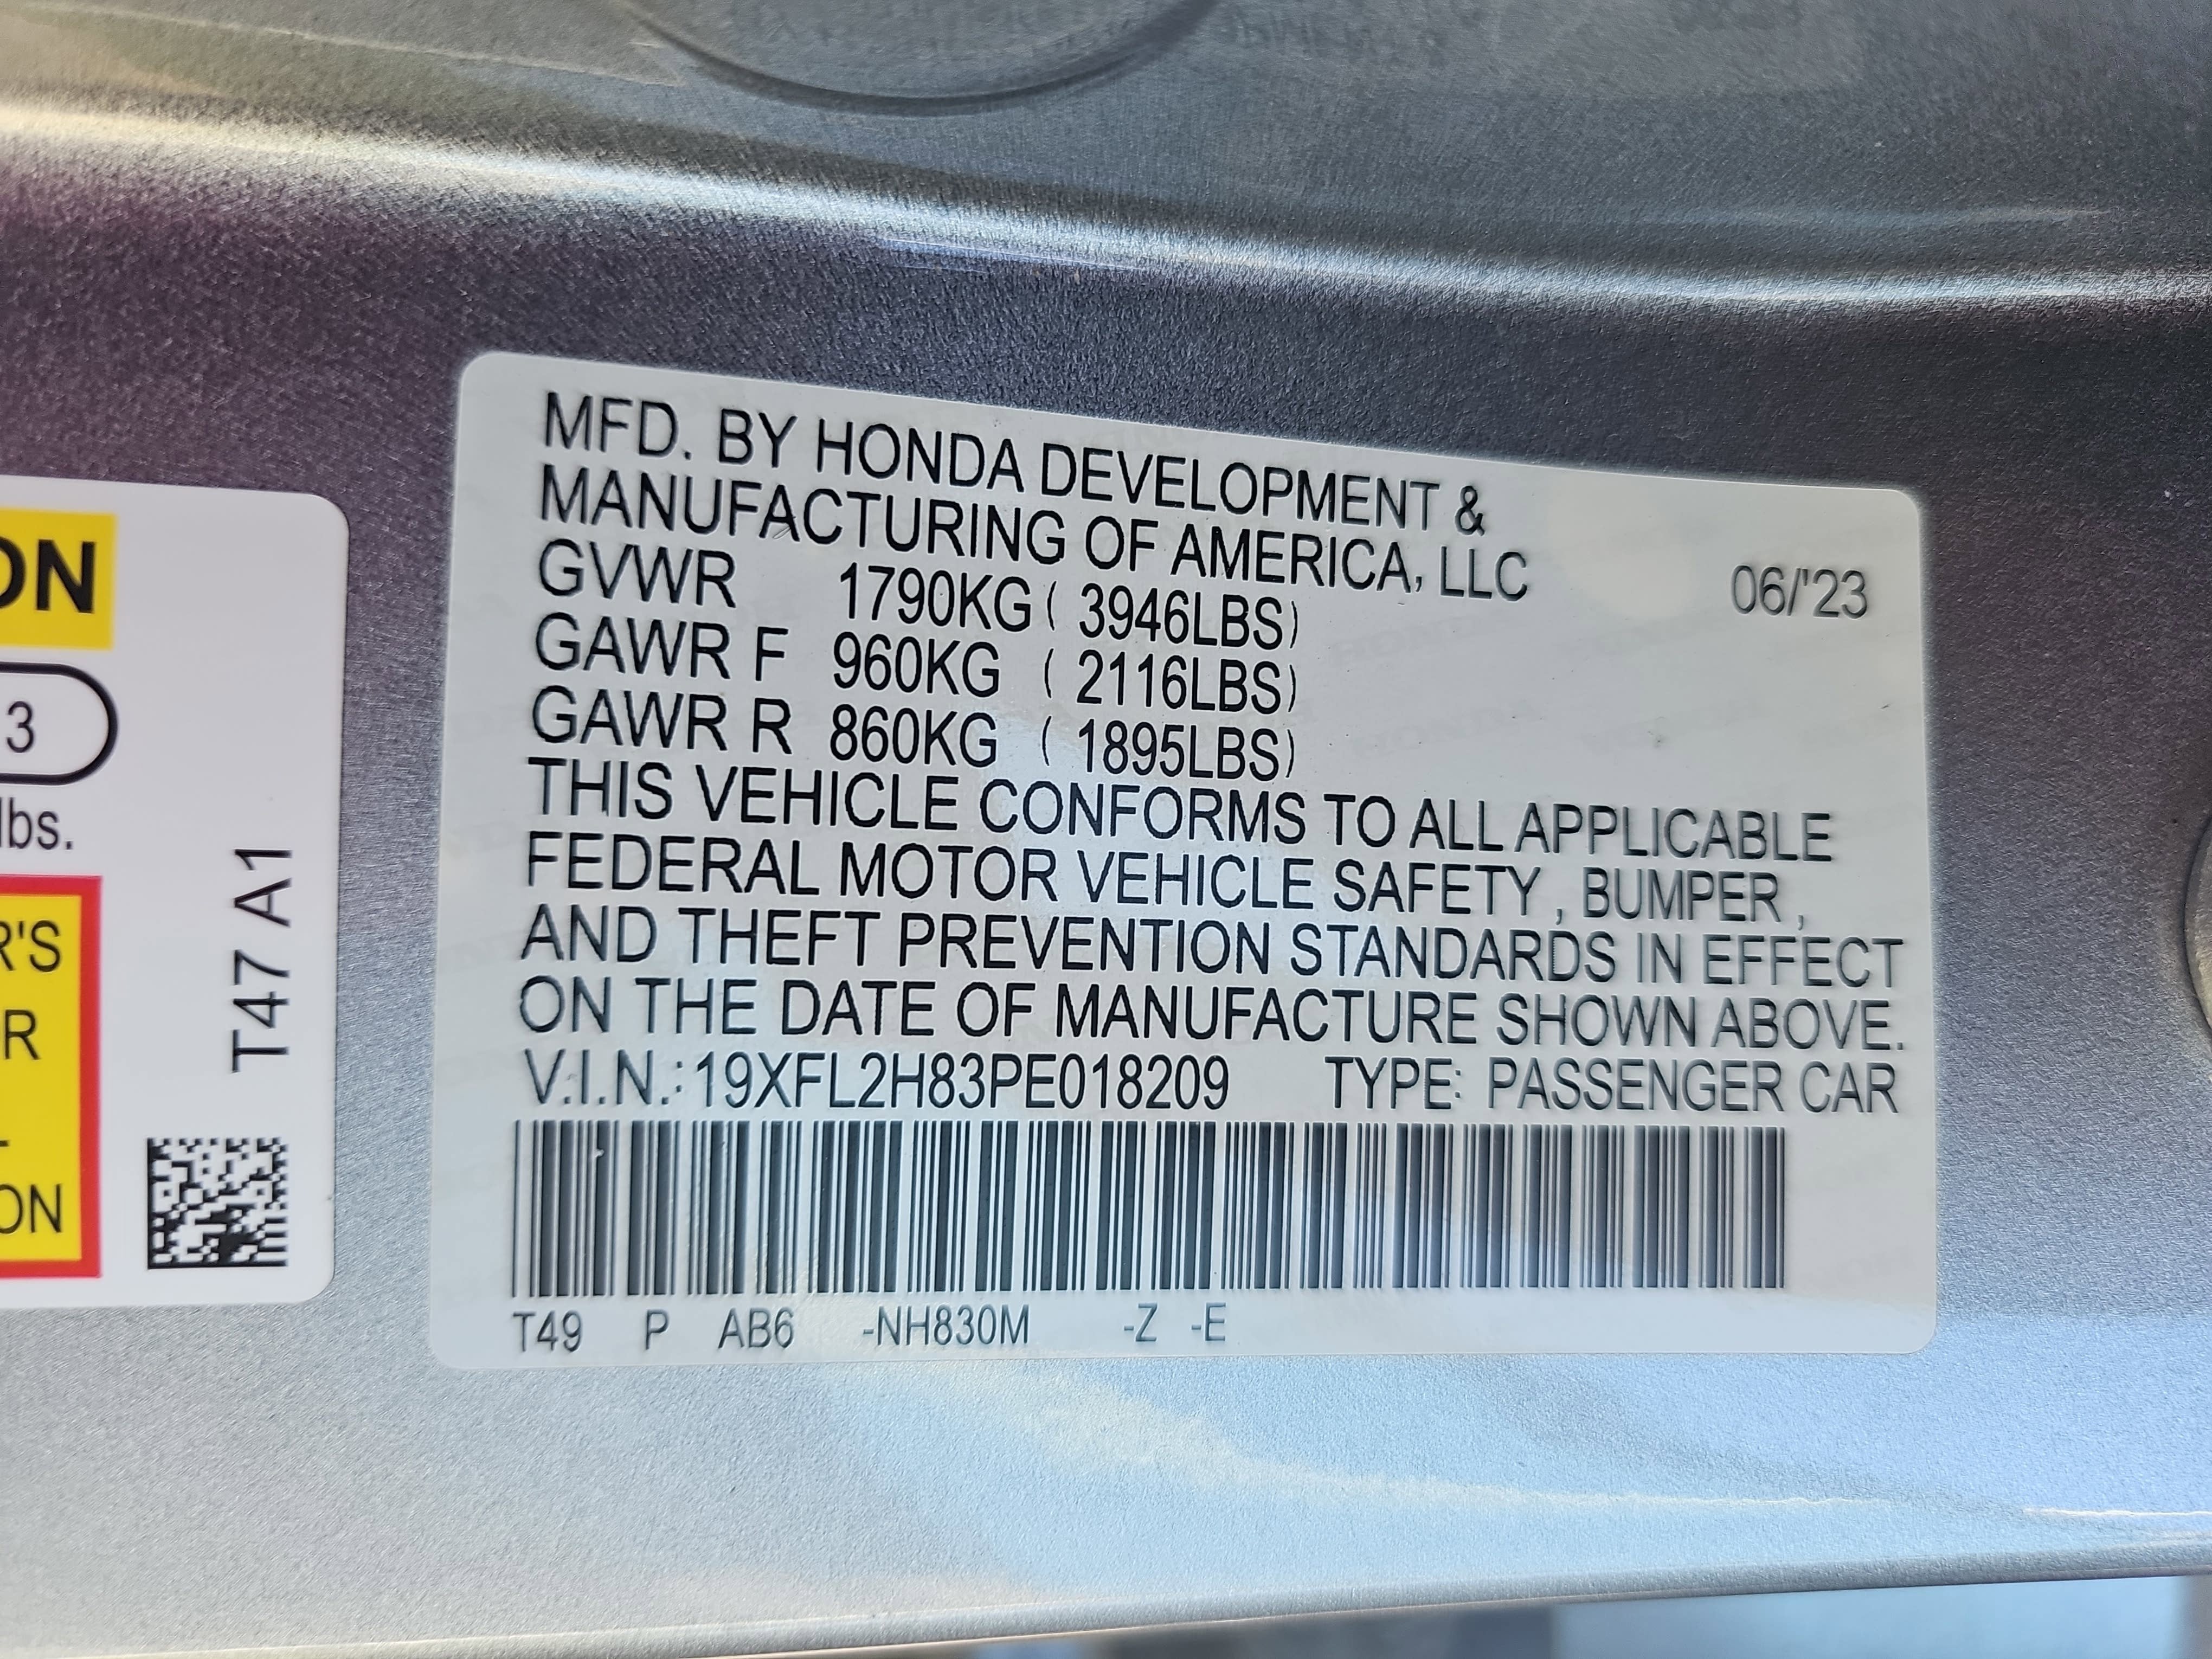 MFD. BY HONDA DEVELOPMENT &
MANUFACTURING OF AMERICA, LLC 06/'23
GVWR 1790KG ( 3946LBS)
GAWR F 960KG ( 2116LBS)
GAWR R 860KG ( 1895LBS)
THIS VEHICLE CONFORMS TO ALL APPLICABLE
FEDERAL MOTOR VEHICLE SAFETY , BUMPER ,
AND THEFT PREVENTION STANDARDS IN EFFECT
ON THE DATE OF MANUFACTURE SHOWN ABOVE.
V.I.N.: 19XFL2H83PE018209 TYPE: PASSENGER CAR
T49 P AB6 -NH830M -Z -E
ON
3
lbs.
R'S
R
ON
T47 A1